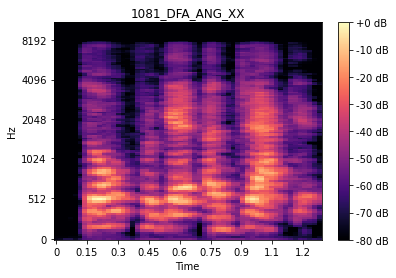 1081_DFA_ANG_XX
+0 dB
8192
-10 dB
4096
-20 dB
-30 dB
2048
Hz
-40 dB
1024
-50 dB
512
-60 dB
-70 dB
0
-80 dB
0 0.15 0.3 0.45 0.6 0.75 0.9 1.1 1.2
Time